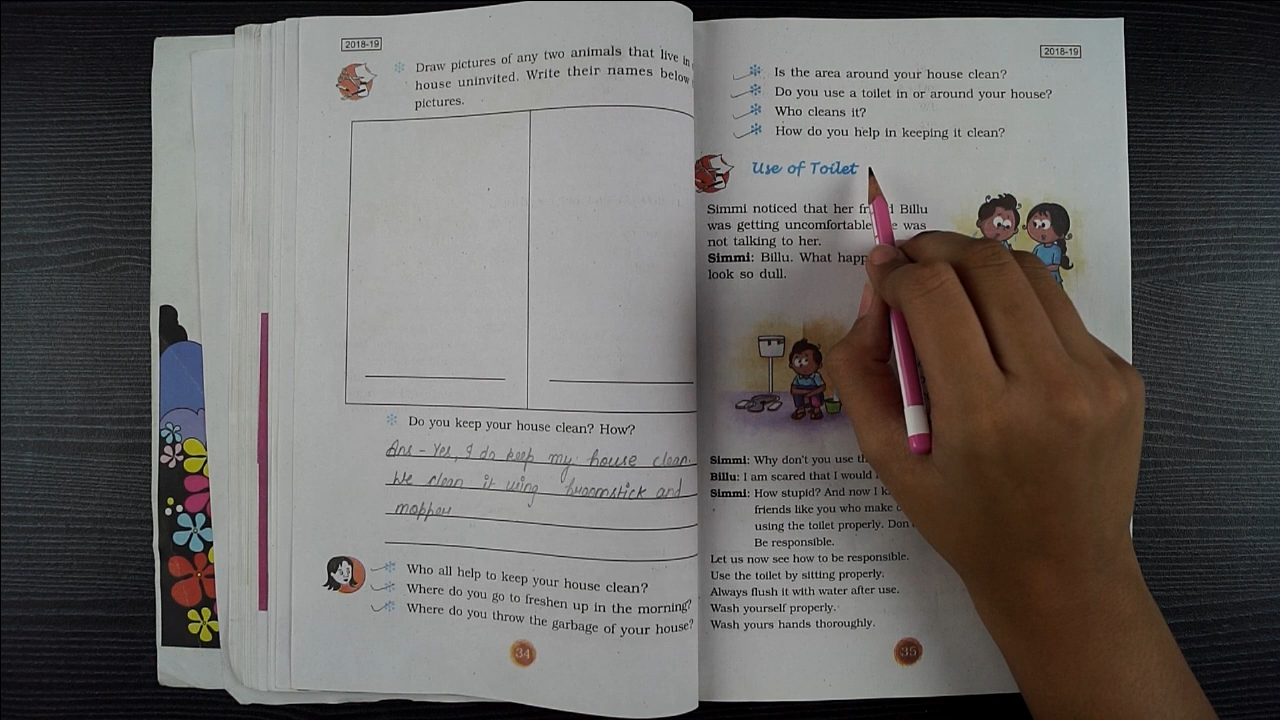 2018-19
Draw pictures of any two animals that live in
house uninvited. Write their names below
pictures.
Do you keep your house clean? How?
Ans - Yes, I do keep my house clean.
We clean it using broomstick and
mopper
Who all help to keep your house clean?
Where do you go to freshen up in the morning?
Where do you throw the garbage of your house?
34
2018-19
Is the area around your house clean?
Do you use a toilet in or around your house?
Who cleans it?
How do you help in keeping it clean?
Use of Toilet
Simmi noticed that her Billu
was getting uncomfortable was
not talking to her.
Simmi: Billu. What
look so dull.
Simmi: Why don't you use
Billu: I am scared that I would
Simmi: How stupid? And now I
friends like you who make
using the toilet properly.
Be responsible.
Let us now see how to be responsible.
Use the toilet by sitting properly.
Always flush it with water after use.
Wash yourself properly.
Wash yours hands thoroughly.
35